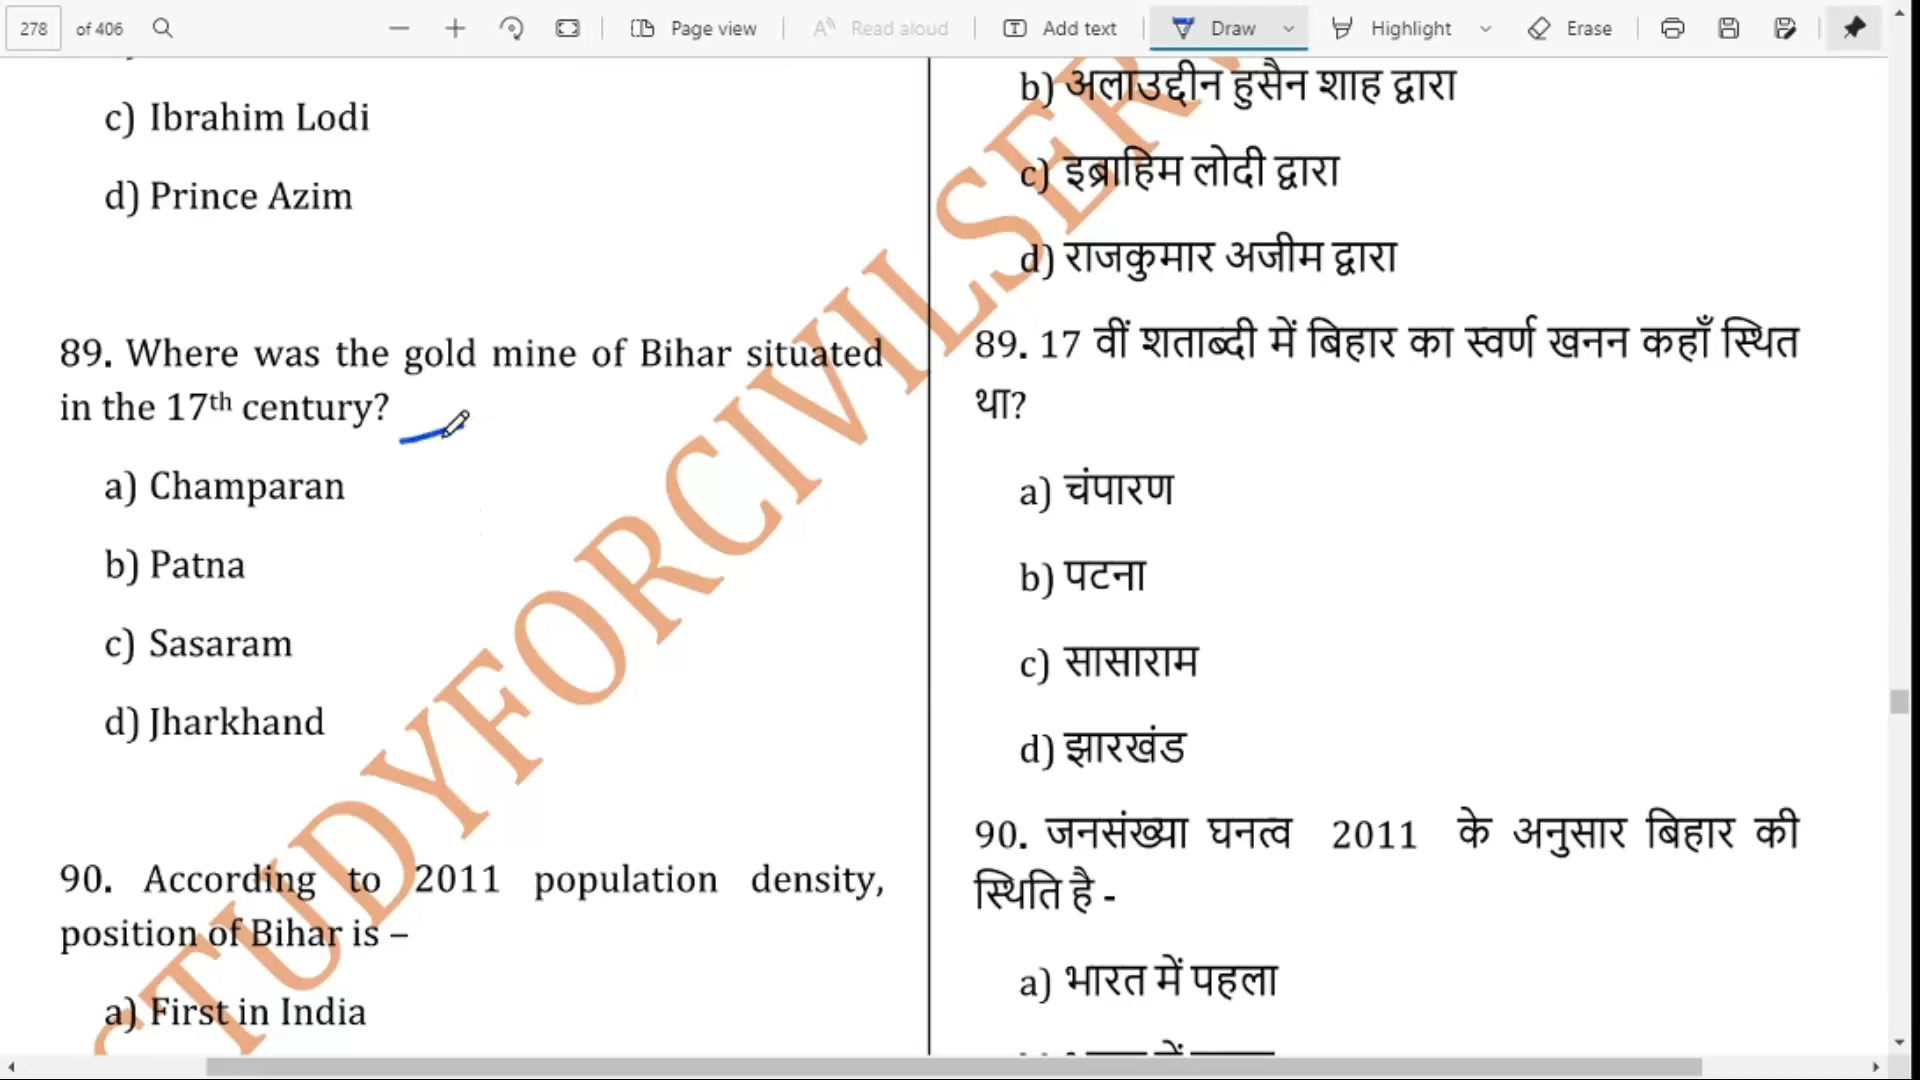 278 of 406 Page view Read aloud Add text Draw Highlight Erase
c) Ibrahim Lodi
d) Prince Azim
89. Where was the gold mine of Bihar situated
in the 17th century?
a) Champaran
b) Patna
c) Sasaram
d) Jharkhand
90. According to 2011 population density,
position of Bihar is –
a) First in India
b) अलाउद्दीन हुसैन शाह द्वारा
c) इब्राहिम लोदी द्वारा
d) राजकुमार अजीम द्वारा
89. 17 वीं शताब्दी में बिहार का स्वर्ण खनन कहाँ स्थित
था?
a) चंपारण
b) पटना
c) सासाराम
d) झारखंड
90. जनसंख्या घनत्व 2011 के अनुसार बिहार की
स्थिति है -
a) भारत में पहला
STUDYFORCIVILSER